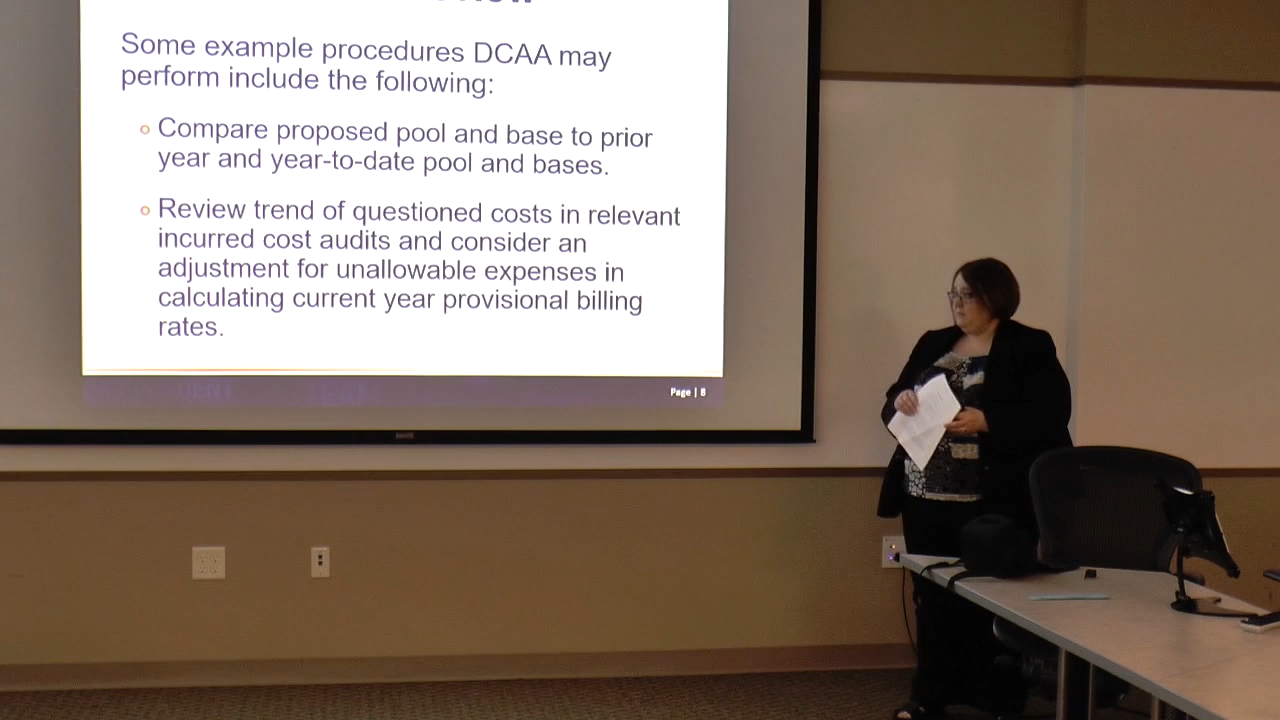 Some example procedures DCAA may
perform include the following:
Compare proposed pool and base to prior
year and year-to-date pool and bases.
Review trend of questioned costs in relevant
incurred cost audits and consider an
adjustment for unallowable expenses in
calculating current year provisional billing
rates.
Page | 8